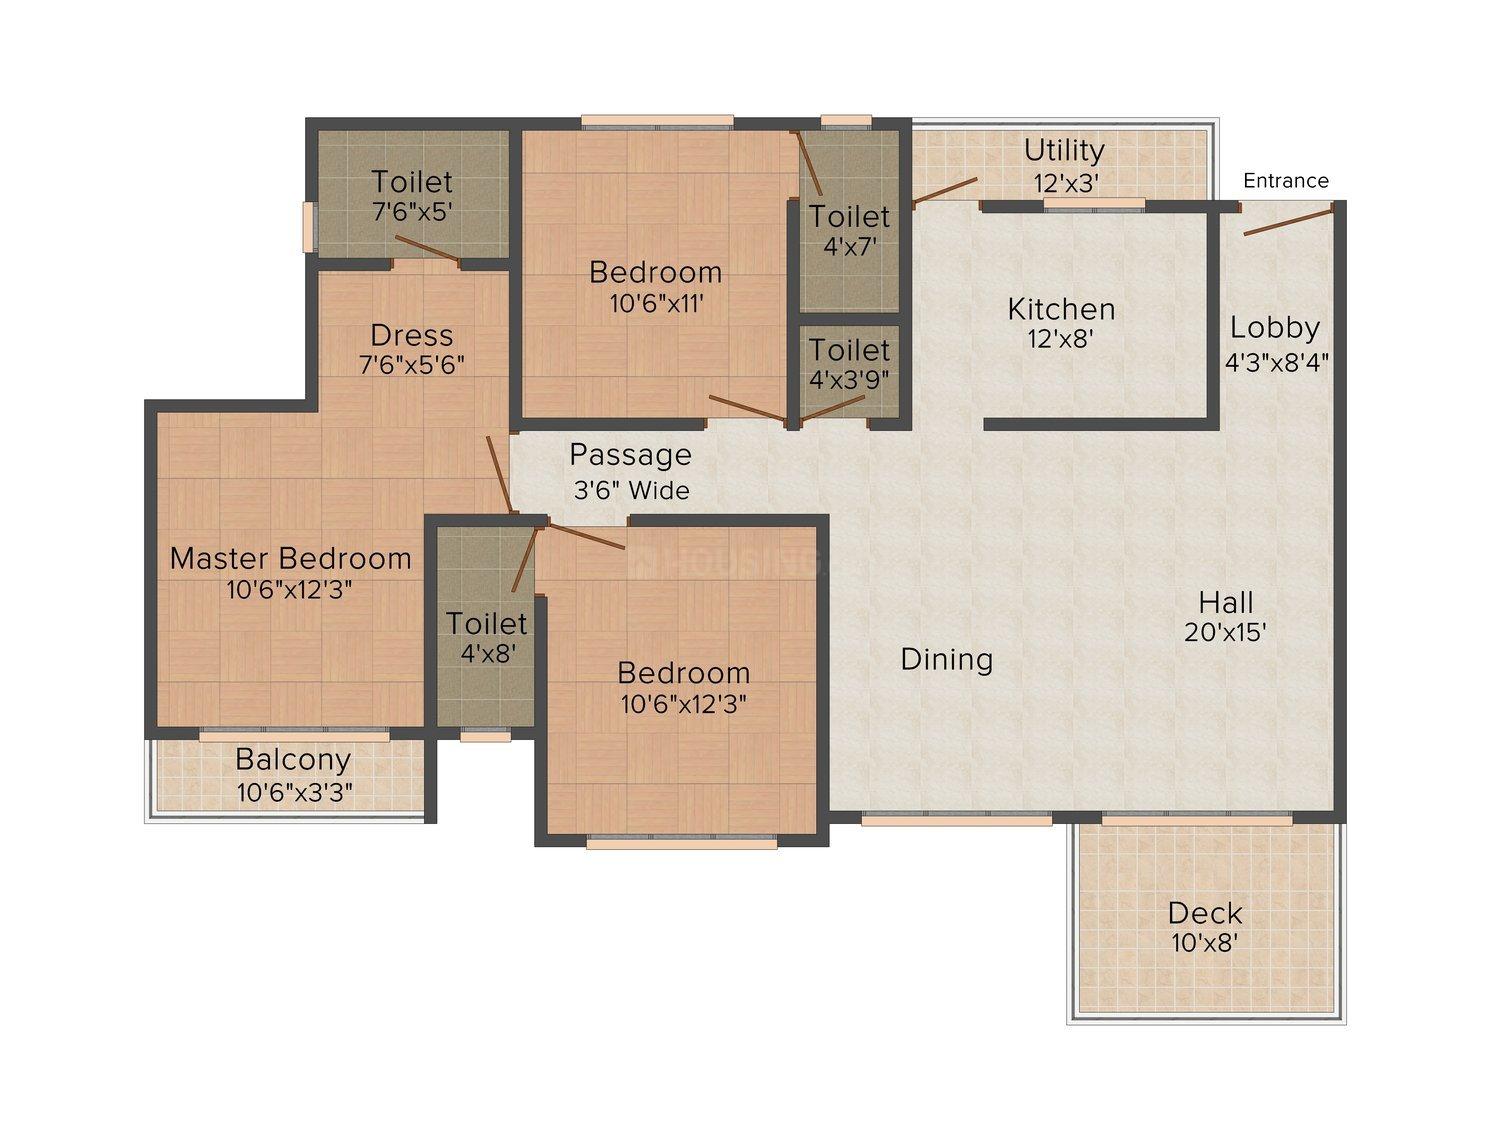 Utility
12'x3'
Entrance
Toilet
7'6"x5'
Toilet
4'x7'
Bedroom
10'6"x11'
Kitchen
12'x8'
Lobby
4'3"x8'4"
Dress
7'6"x5'6"
Toilet
4'x3'9"
Passage
3'6" Wide
Master Bedroom
10'6"x12'3"
HOUSING
Hall
20'x15'
Toilet
4'x8'
Dining
Bedroom
10'6"x12'3"
Balcony
10'6"x3'3"
Deck
10'x8'